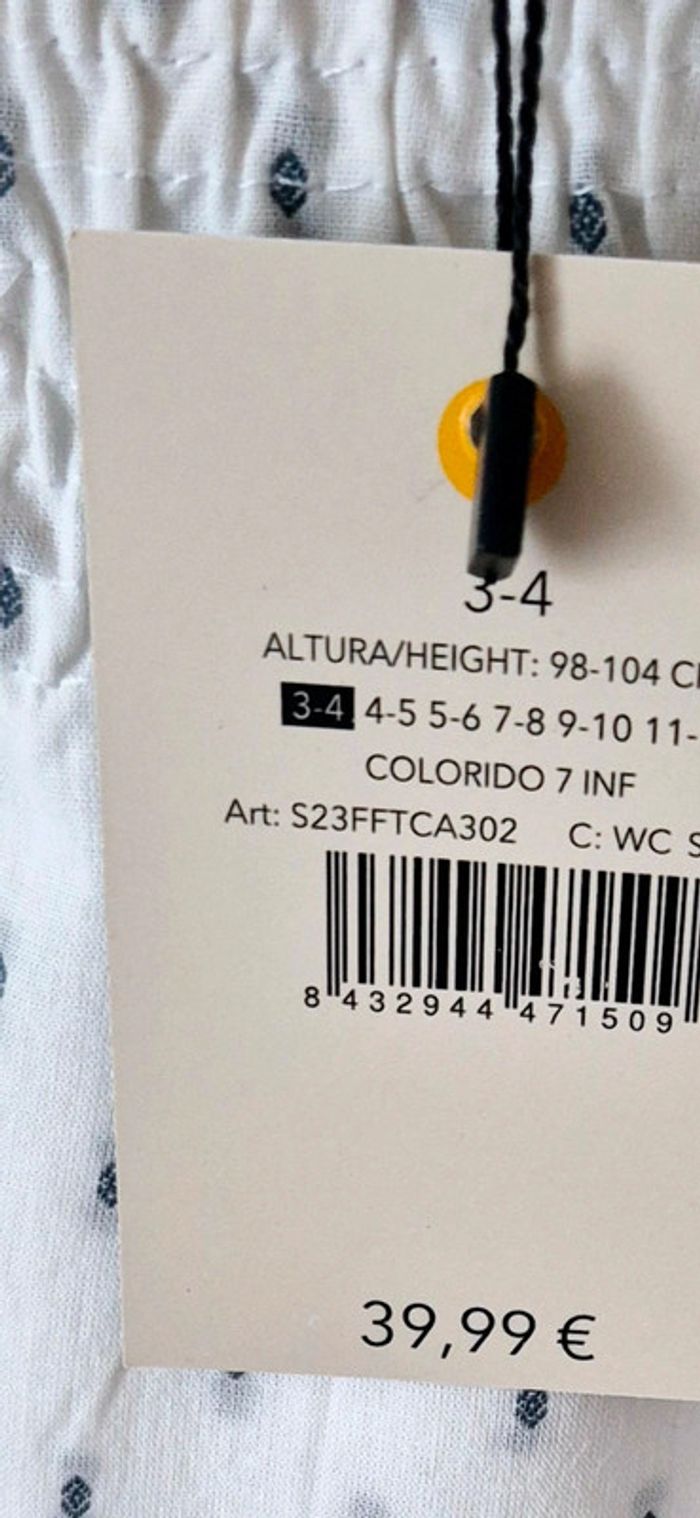 3-4
ALTURA/HEIGHT: 98-104
3-4 4-5 5-6 7-8 9-10 11-
COLORIDO 7 INF
Art: S23FFTCA302 C: WC
8 432944 471509
39,99 €